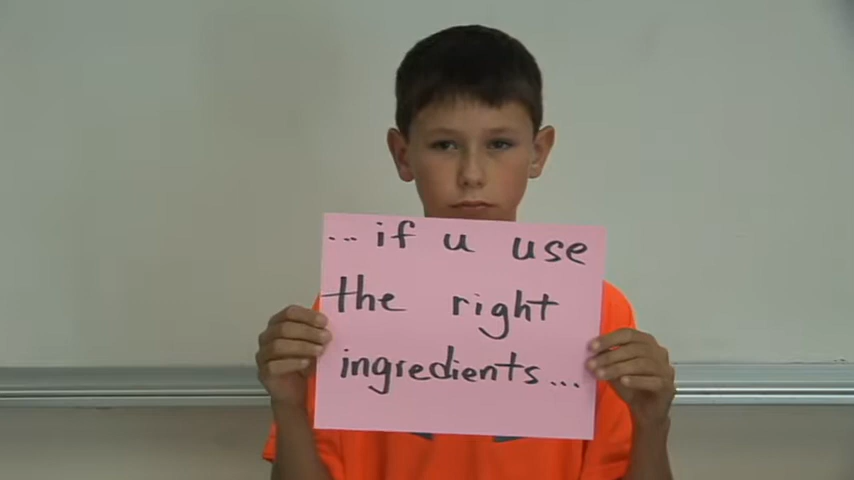 ... if u use
the right
ingredients...